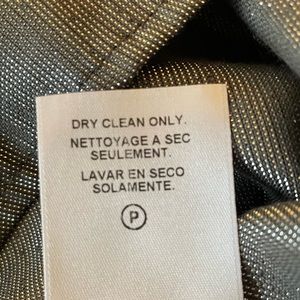 DRY CLEAN ONLY.
NETTOYAGE A SEC
SEULEMENT.
LAVAR EN SECO
SOLAMENTE.
P